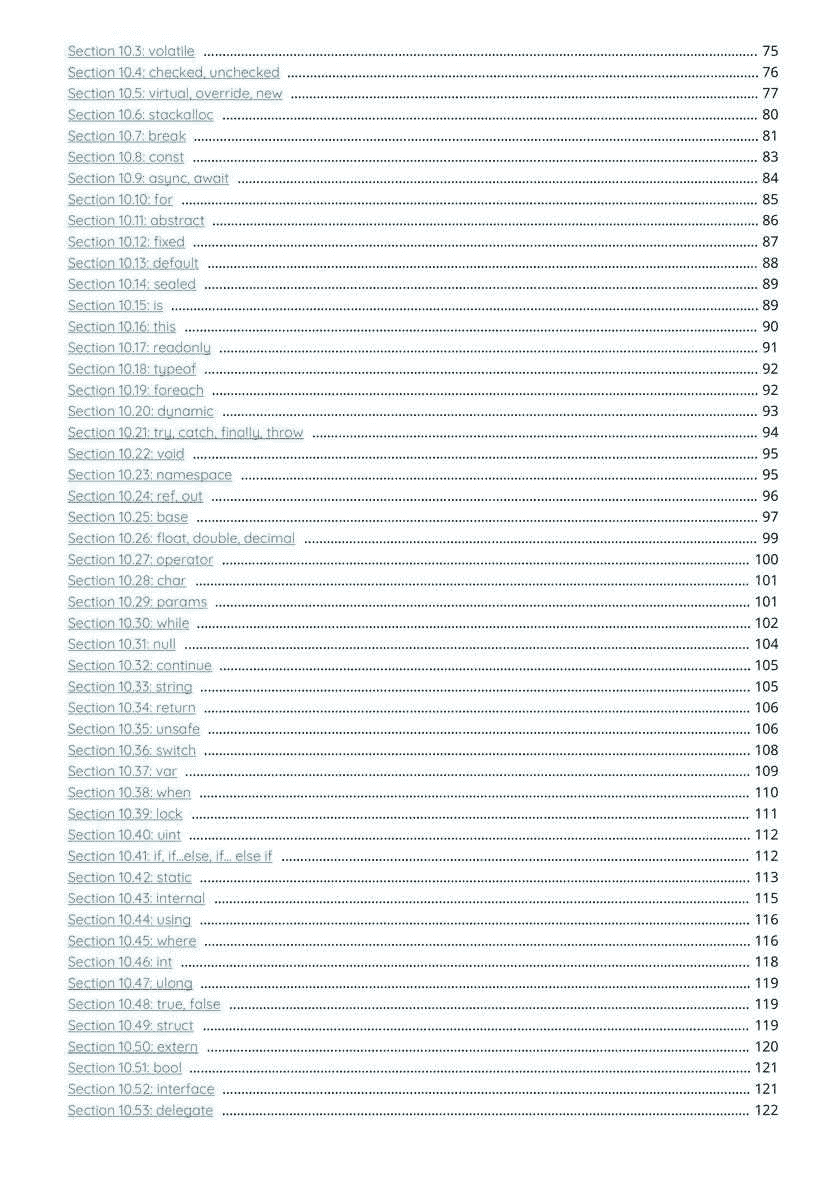 Section 10.3: volatile ........ 75
Section 10.4: checked, unchecked ........ 76
Section 10.5: virtual, override, new ........ 77
Section 10.6: stackalloc ........ 80
Section 10.7: break ........ 81
Section 10.8: const ........ 83
Section 10.9: async, await ........ 84
Section 10.10: for ........ 85
Section 10.11: abstract ........ 86
Section 10.12: fixed ........ 87
Section 10.13: default ........ 88
Section 10.14: sealed ........ 89
Section 10.15: is ........ 89
Section 10.16: this ........ 90
Section 10.17: readonly ........ 91
Section 10.18: typeof ........ 92
Section 10.19: foreach ........ 92
Section 10.20: dynamic ........ 93
Section 10.21: try, catch, finally, throw ........ 94
Section 10.22: void ........ 95
Section 10.23: namespace ........ 95
Section 10.24: ref, out ........ 96
Section 10.25: base ........ 97
Section 10.26: float, double, decimal ........ 99
Section 10.27: operator ........ 100
Section 10.28: char ........ 101
Section 10.29: params ........ 101
Section 10.30: while ........ 102
Section 10.31: null ........ 104
Section 10.32: continue ........ 105
Section 10.33: string ........ 105
Section 10.34: return ........ 106
Section 10.35: unsafe ........ 106
Section 10.36: switch ........ 108
Section 10.37: var ........ 109
Section 10.38: when ........ 110
Section 10.39: lock ........ 111
Section 10.40: uint ........ 112
Section 10.41: if, if...else, if... else if ........ 112
Section 10.42: static ........ 113
Section 10.43: internal ........ 115
Section 10.44: using ........ 116
Section 10.45: where ........ 116
Section 10.46: int ........ 118
Section 10.47: ulong ........ 119
Section 10.48: true, false ........ 119
Section 10.49: struct ........ 119
Section 10.50: extern ........ 120
Section 10.51: bool ........ 121
Section 10.52: interface ........ 121
Section 10.53: delegate ........ 122